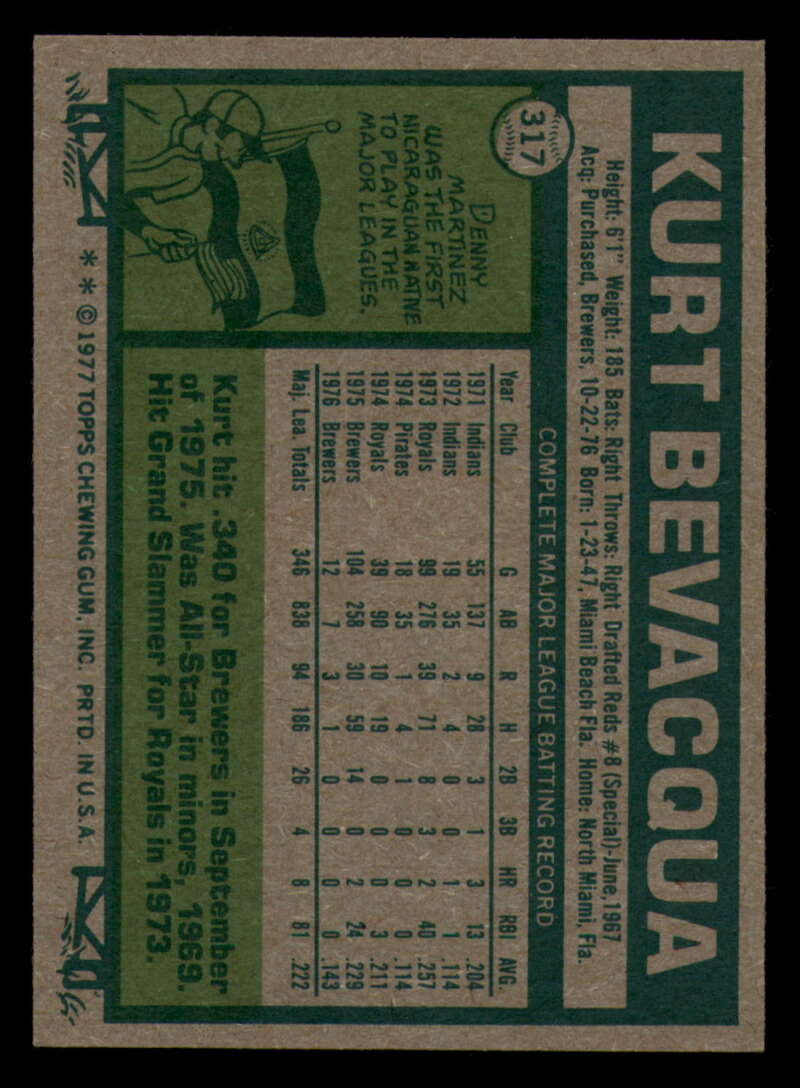 317
KURT BEVACQUA
Height: 6'1" Weight: 185 Bats: Right Throws: Right Drafted Reds #8 (Special)-June, 1967
Acq: Purchased, Brewers, 10-22-76 Born: 1-23-47, Miami Beach Fla. Home: North Miami, Fla.
COMPLETE MAJOR LEAGUE BATTING RECORD
Year Club G AB R H 2B 3B HR RBI AVG.
1971 Indians 55 137 9 28 3 1 3 13 .204
1972 Indians 19 35 2 4 0 0 1 1 .114
1973 Royals 99 276 39 71 8 3 2 40 .257
1974 Pirates 18 35 1 4 1 0 0 0 .114
1974 Royals 39 90 10 19 0 0 0 3 .211
1975 Brewers 104 258 30 59 14 0 2 24 .229
1976 Brewers 12 7 3 1 0 0 0 0 .143
Maj. Lea. Totals 346 838 94 186 26 4 8 81 .222
DENNY
MARTINEZ
WAS THE FIRST
NICARAGUAN NATIVE
TO PLAY IN THE
MAJOR LEAGUES.
Kurt hit .340 for Brewers in September
of 1975. Was All-Star in minors, 1969.
Hit Grand Slammer for Royals in 1973.
* * © 1977 TOPPS CHEWING GUM, INC. PRTD. IN U.S.A.